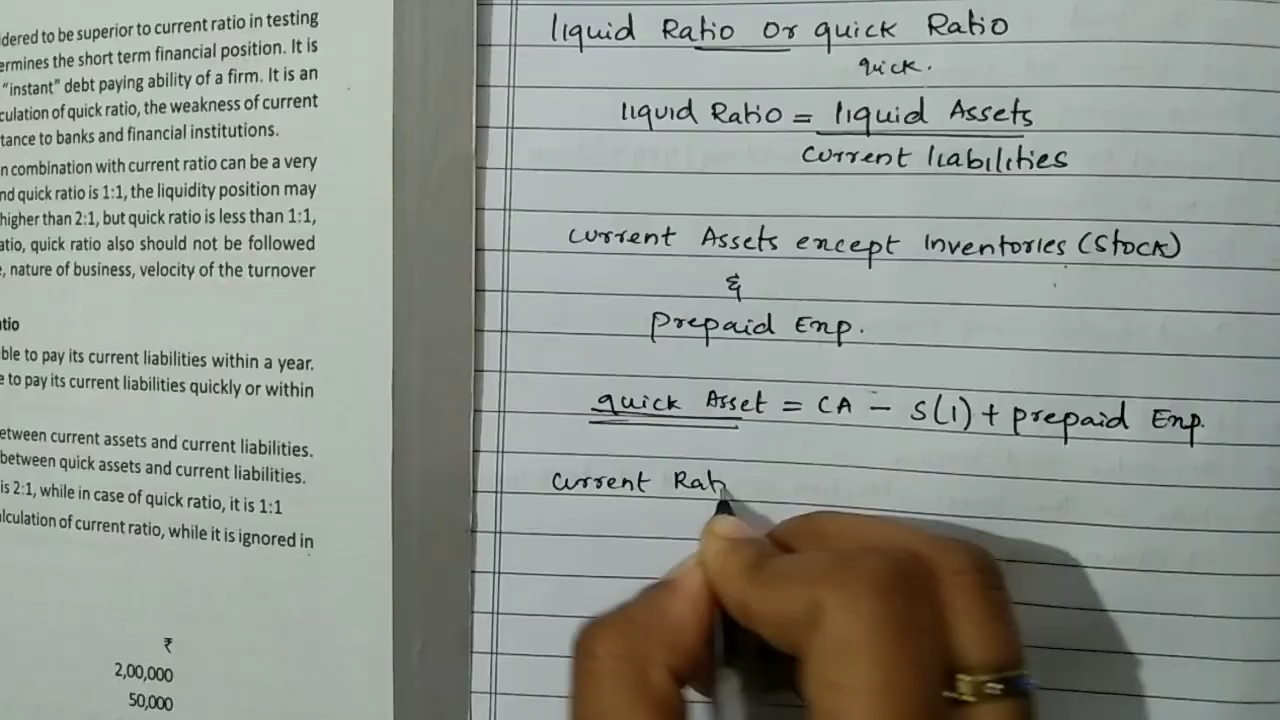 dered to be superior to current ratio in testing
ermines the short term financial position. It is
"instant" debt paying ability of a firm. It is an
culation of quick ratio, the weakness of current
tance to banks and financial institutions.
n combination with current ratio can be a very
nd quick ratio is 1:1, the liquidity position may
higher than 2:1, but quick ratio is less than 1:1,
atio, quick ratio also should not be followed
e, nature of business, velocity of the turnover
tio
ble to pay its current liabilities within a year.
e to pay its current liabilities quickly or within
etween current assets and current liabilities.
between quick assets and current liabilities.
is 2:1, while in case of quick ratio, it is 1:1
alculation of current ratio, while it is ignored in
₹
2,00,000
50,000
liquid Ratio Or quick Ratio
quick.
liquid Ratio = liquid Assets
current liabilities
current Assets except Inventories (Stock)
&
Prepaid Exp.
quick Asset = CA - S(I) + prepaid Exp.
current Rati